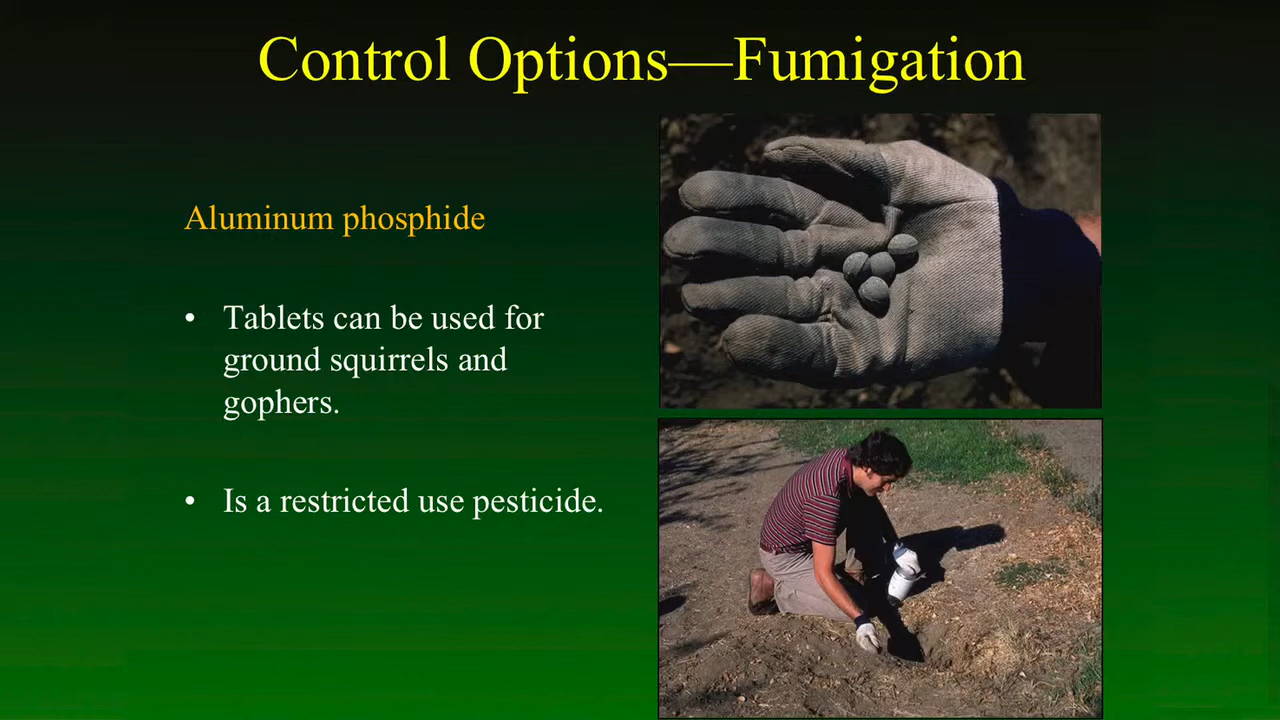 Control Options—Fumigation
Aluminum phosphide
• Tablets can be used for
ground squirrels and
gophers.
• Is a restricted use pesticide.